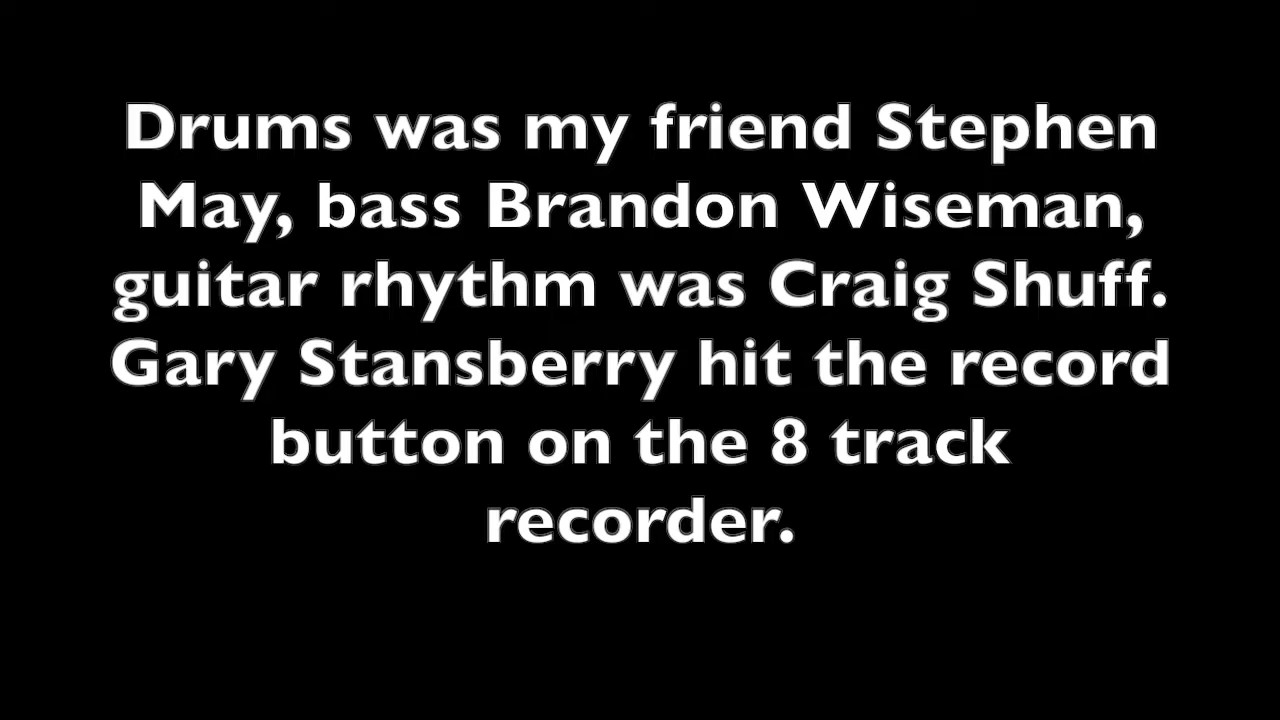 Drums was my friend Stephen
May, bass Brandon Wiseman,
guitar rhythm was Craig Shuff.
Gary Stansberry hit the record
button on the 8 track
recorder.